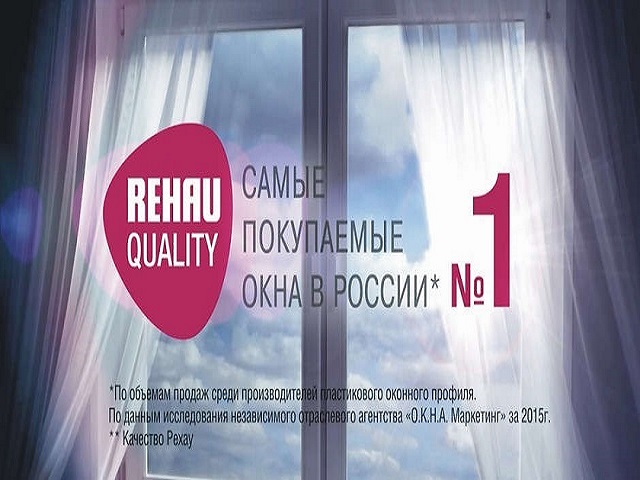 REHAU
QUALITY
САМЫЕ
ПОКУПАЕМЫЕ
ОКНА В РОССИИ* №1
*По объемам продаж среди производителей пластикового оконного профиля.
По данным исследования независимого отраслевого агентства «О.К.Н.А. Маркетинг» за 2015г.
** Качество Рехау